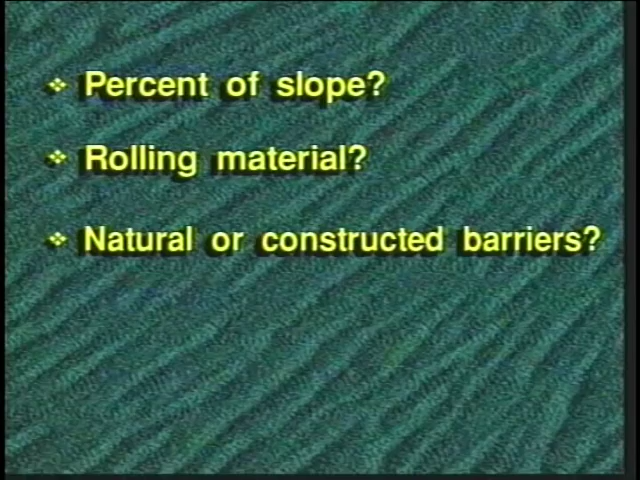 ❖ Percent of slope?
❖ Rolling material?
❖ Natural or constructed barriers?